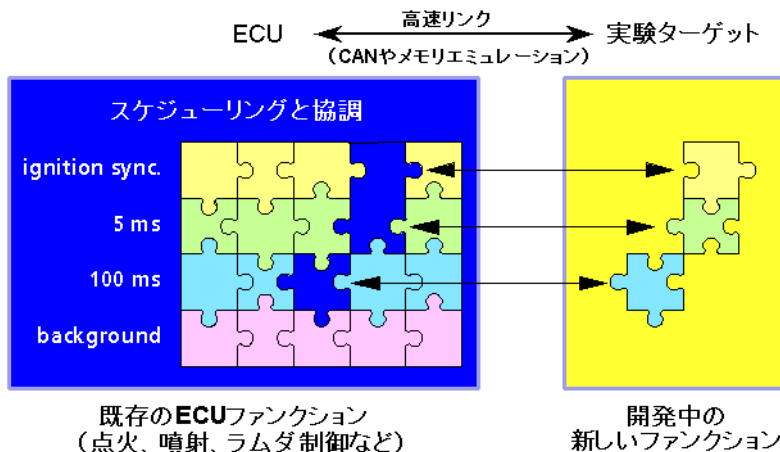 ECU
高速リンク
(CANやメモリエミュレーション)
実験ターゲット
スケジューリングと協調
ignition sync.
5 ms
100 ms
background
既存のECUファンクション
(点火、噴射、ラムダ制御など)
開発中の
新しいファンクション